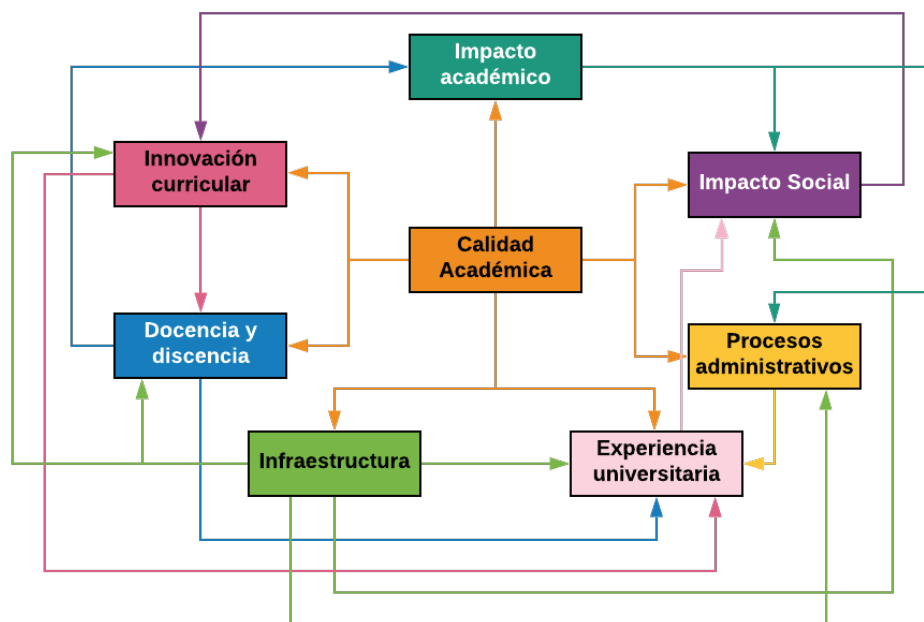 Impacto
académico
Innovación
curricular
Impacto Social
Calidad
Académica
Docencia y
discencia
Procesos
administrativos
Infraestructura
Experiencia
universitaria